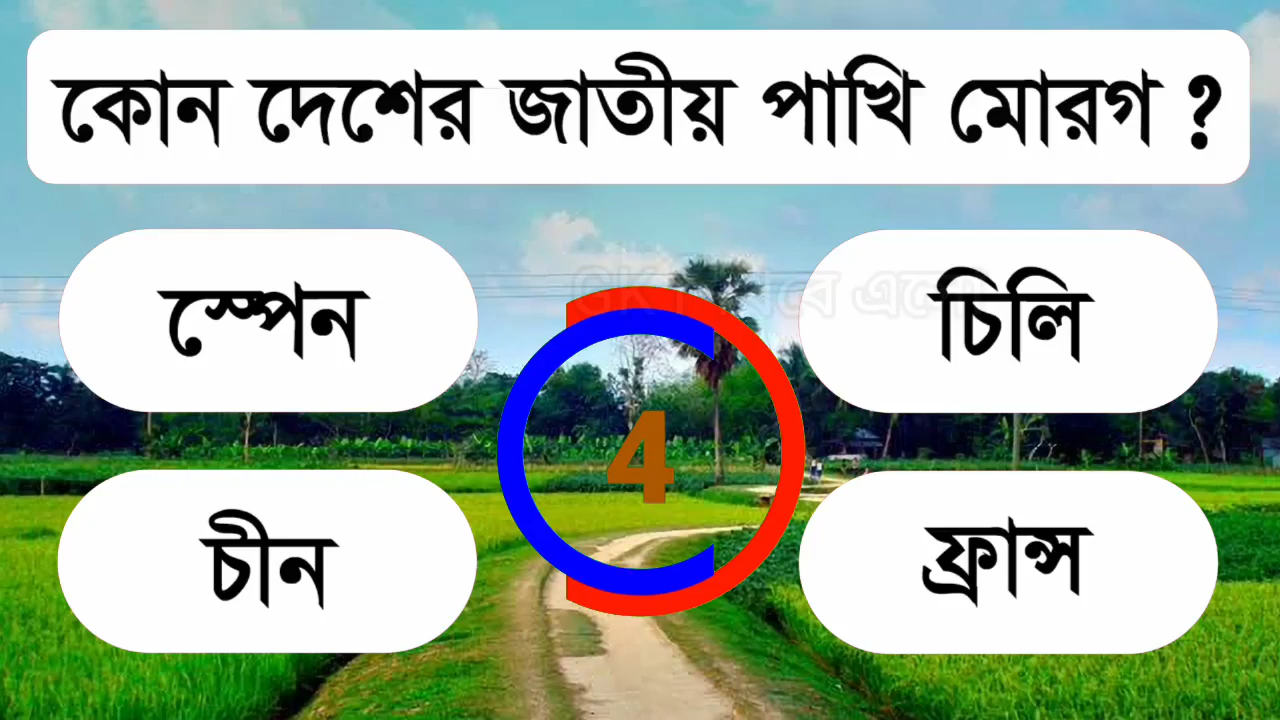 কোন দেশের জাতীয় পাখি মোরগ ?
স্পেন
চিলি
4
চীন
ফ্রান্স